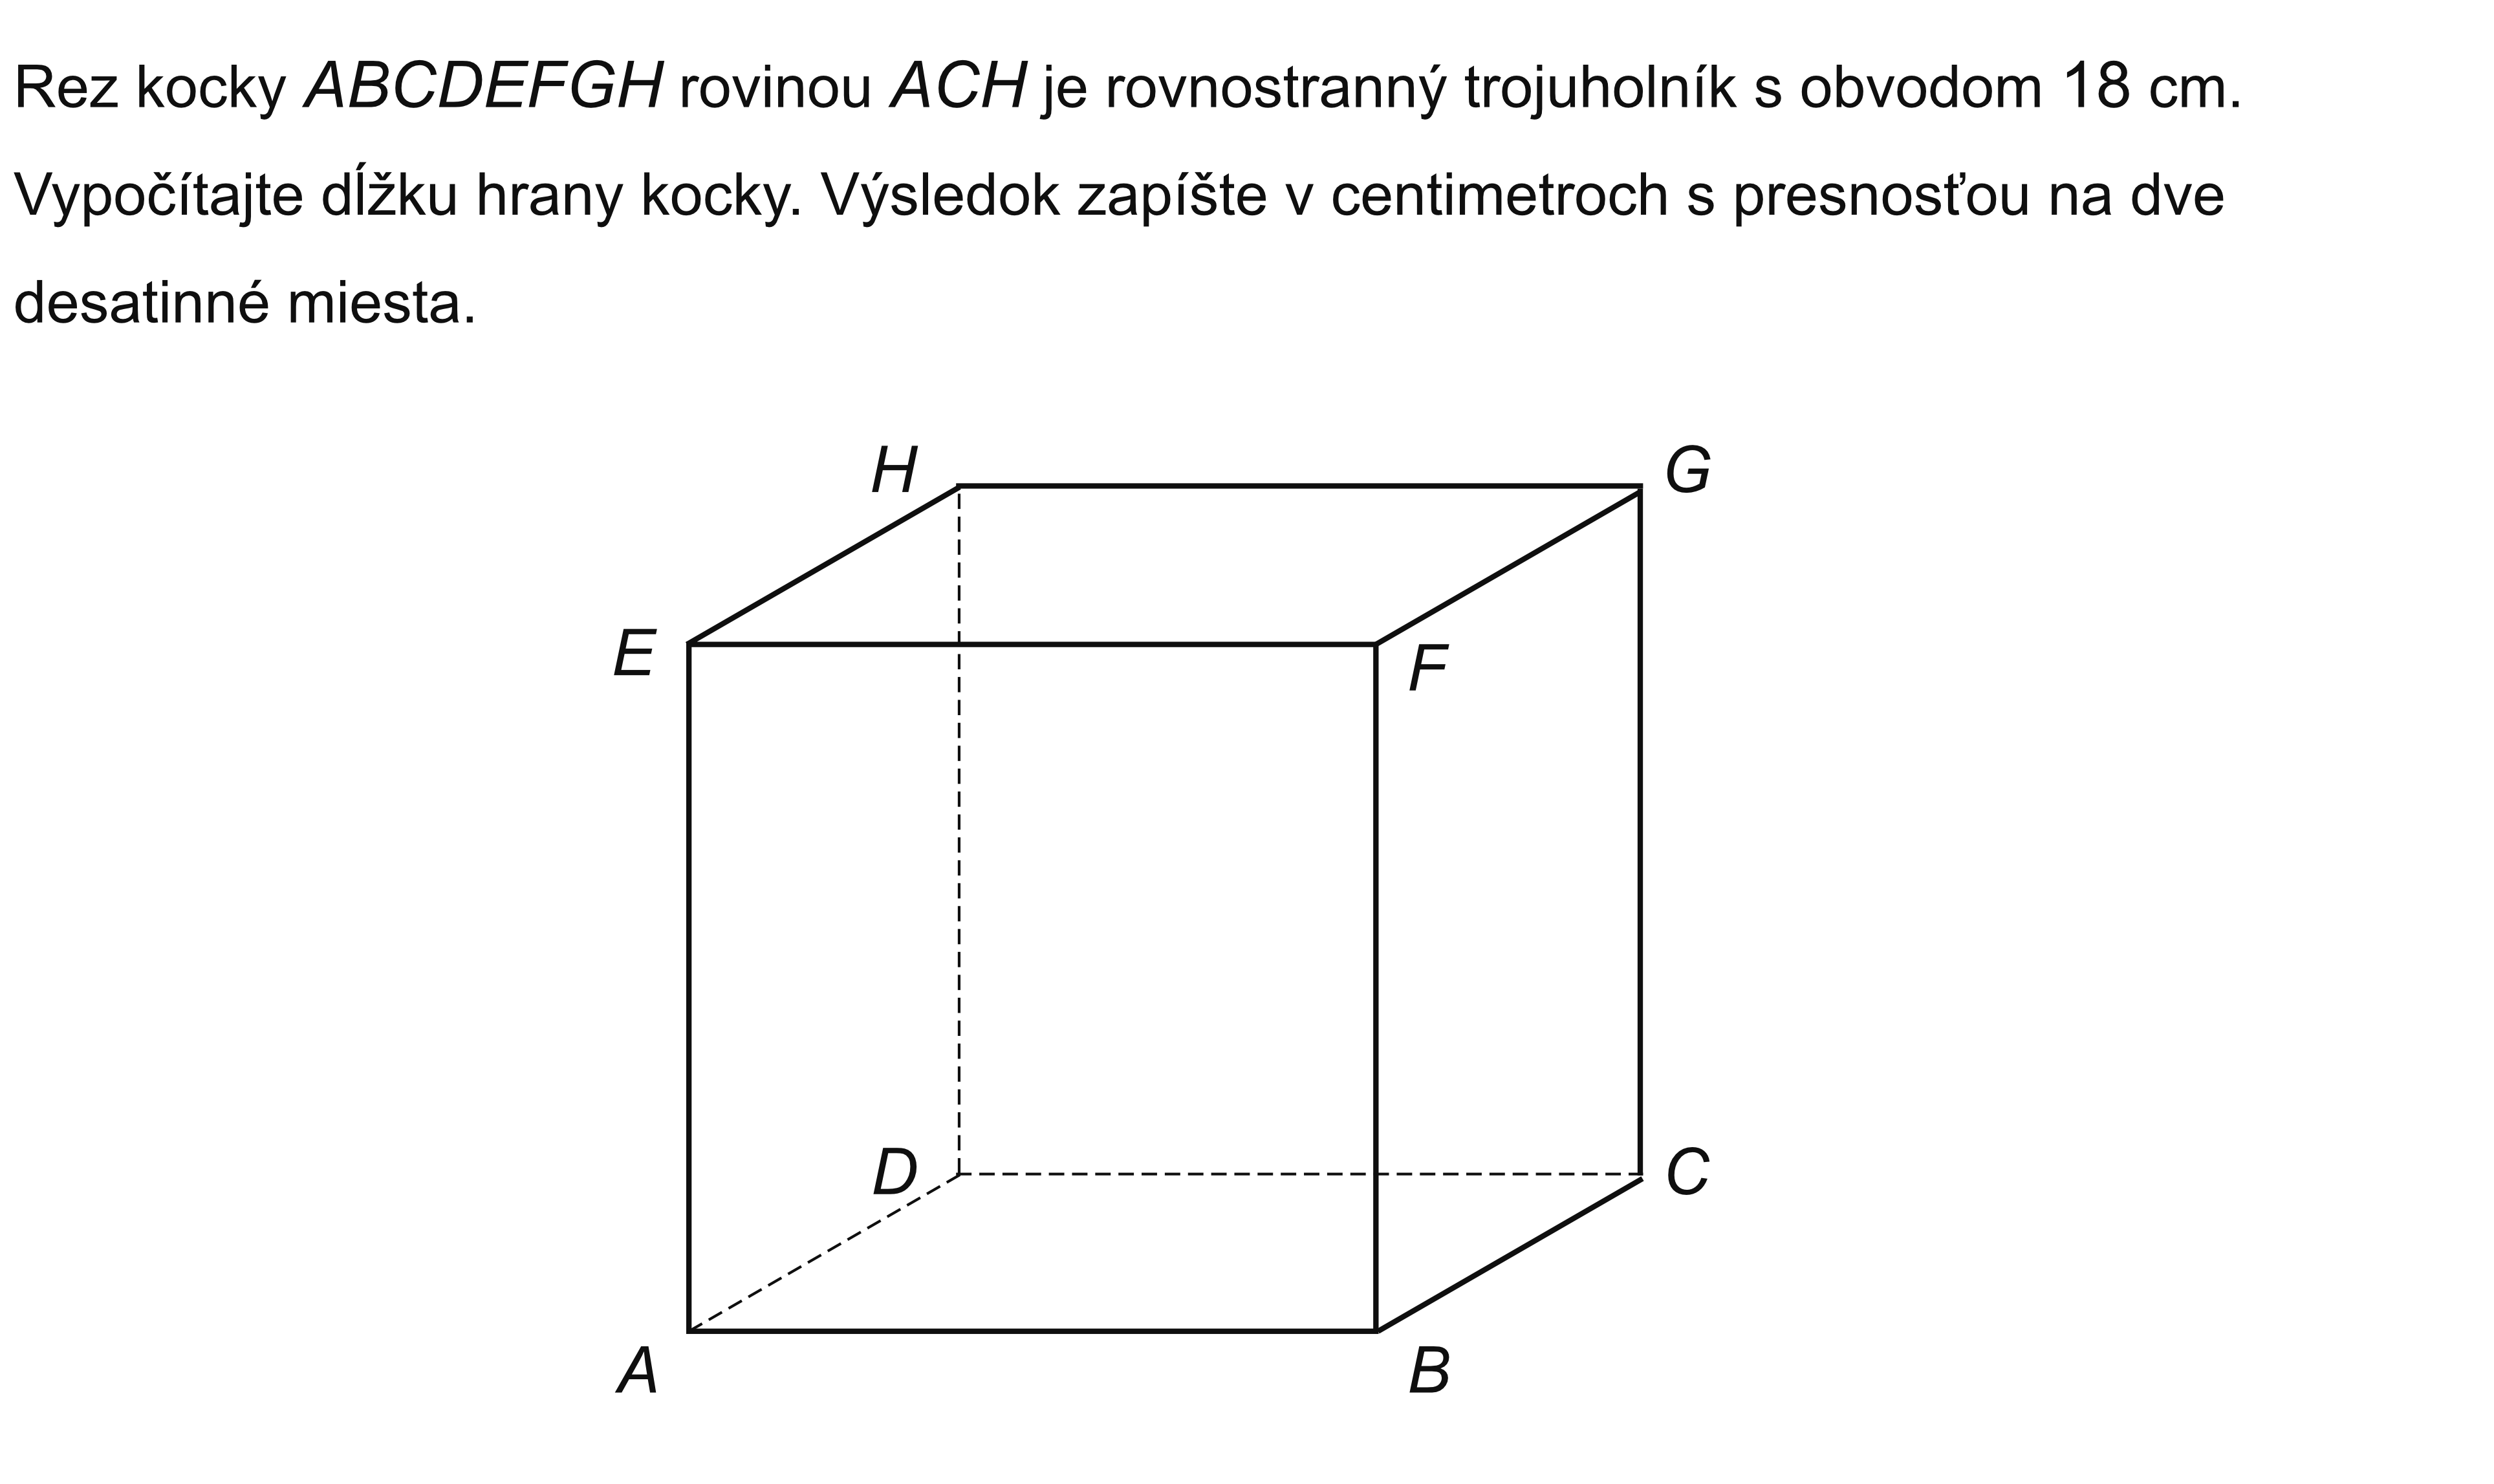 Rez kocky ABCDEFGH rovinou ACH je rovnostranný trojuholník s obvodom 18 cm.
Vypočítajte dĺžku hrany kocky. Výsledok zapíšte v centimetroch s presnosťou na dve
desatinné miesta.
H G
E F
D C
A B